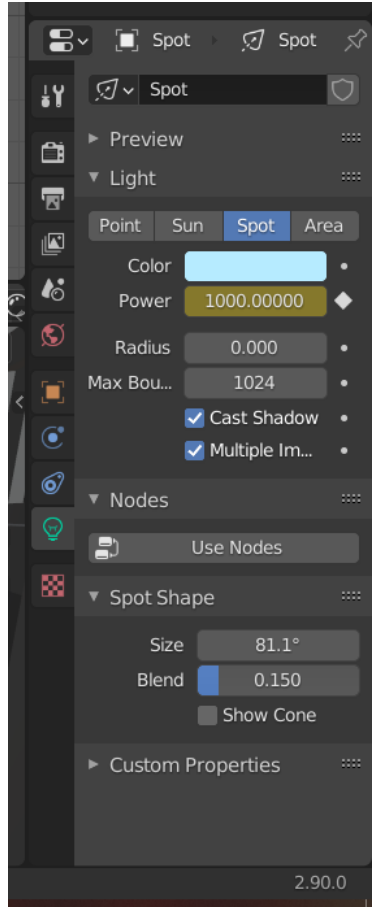 Spot Spot
Spot
Preview
Light
Point Sun Spot Area
Color
Power 1000.00000
Radius 0.000
Max Bou... 1024
Cast Shadow
Multiple Im...
Nodes
Use Nodes
Spot Shape
Size 81.1°
Blend 0.150
Show Cone
Custom Properties
2.90.0